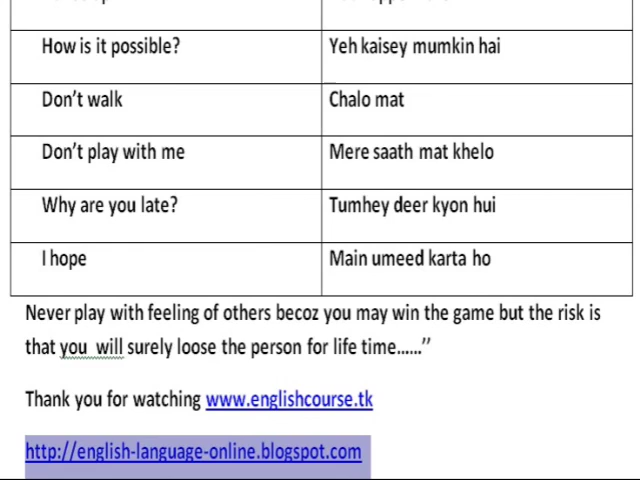 How is it possible? Yeh kaisey mumkin hai
Don't walk Chalo mat
Don't play with me Mere saath mat khelo
Why are you late? Tumhey deer kyon hui
I hope Main umeed karta ho
Never play with feeling of others becoz you may win the game but the risk is
that you will surely loose the person for life time......”
Thank you for watching www.englishcourse.tk
http://english-language-online.blogspot.com